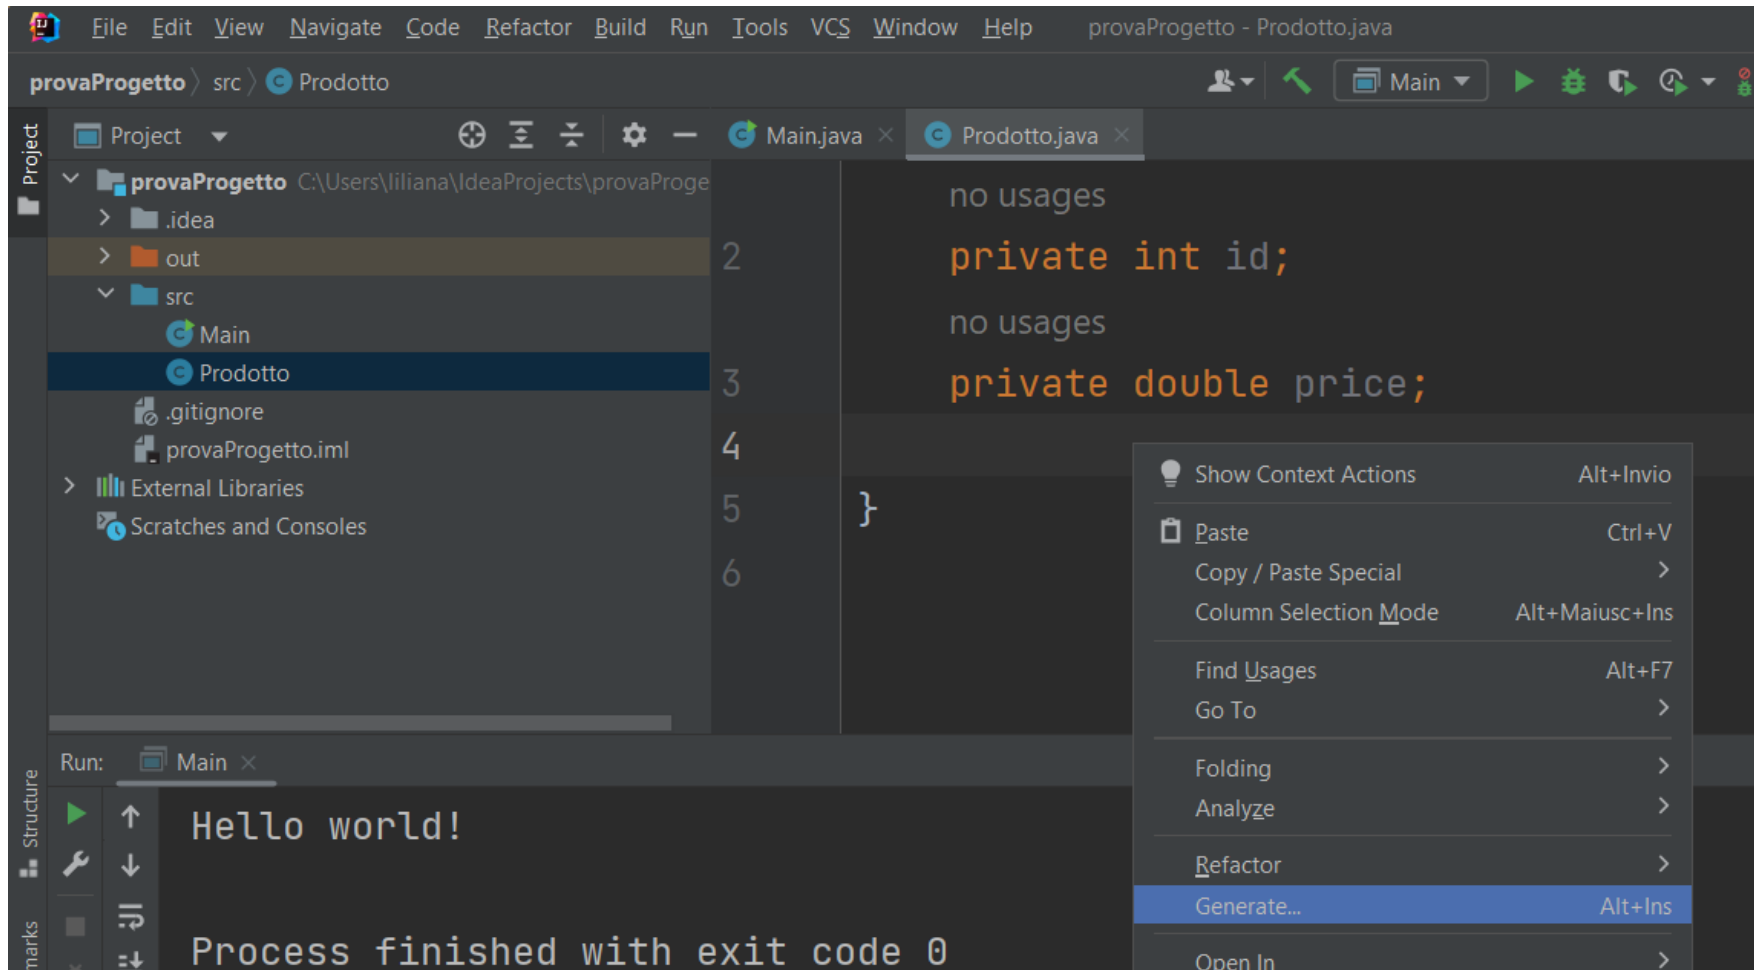 File Edit View Navigate Code Refactor Build Run Tools VCS Window Help provaProgetto - Prodotto.java
provaProgetto src Prodotto Main
Project
Project
Main.java
Prodotto.java
provaProgetto C:\Users\liliana\IdeaProjects\provaProge
.idea
out
src
Main
Prodotto
.gitignore
provaProgetto.iml
External Libraries
Scratches and Consoles
no usages
2 private int id;
no usages
3 private double price;
4
5 }
6
Show Context Actions Alt+Invio
Paste Ctrl+V
Copy / Paste Special
Column Selection Mode Alt+Maiusc+Ins
Find Usages Alt+F7
Go To
Folding
Analyze
Refactor
Generate... Alt+Ins
Open In
Run: Main
Structure
Hello world!
Process finished with exit code 0